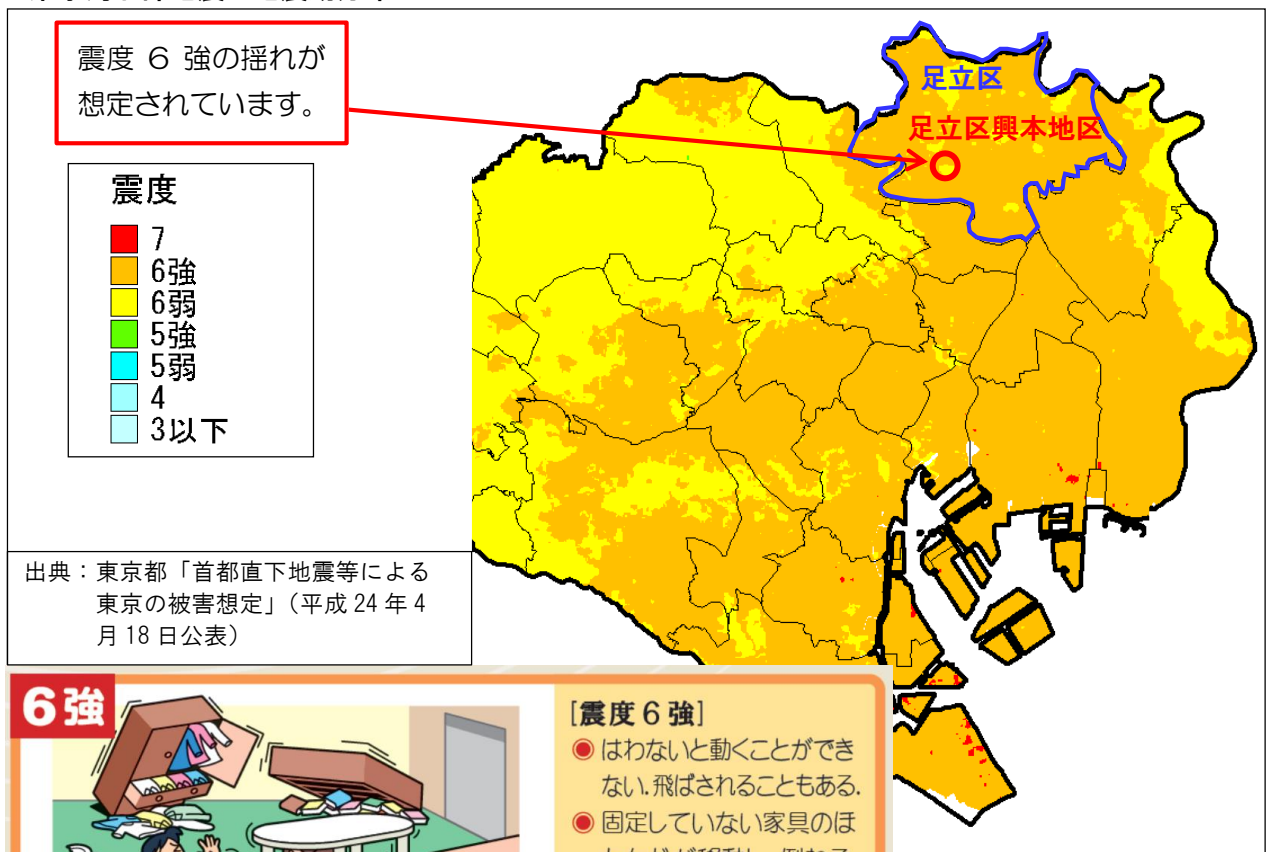 震度 6 強の揺れが
想定されています。
足立区
足立区興本地区
震度
7
6強
6弱
5強
5弱
4
3以下
出典：東京都「首都直下地震等による
東京の被害想定」（平成 24 年 4
月 18 日公表）
6強
[震度6強]
◉ はわないと動くことができ
ない.飛ばされることもある.
◉ 固定していない家具のほ